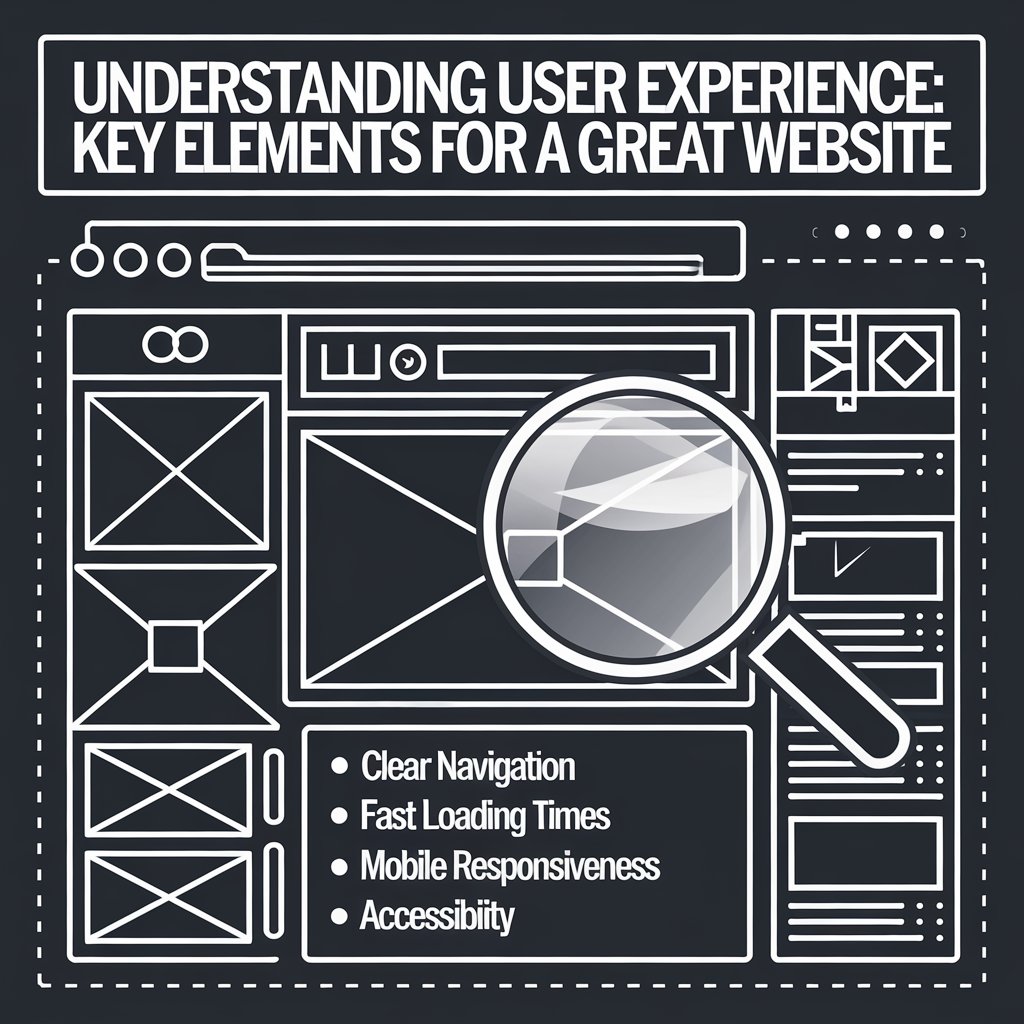 UNDERSTANDING USER EXPERIENCE:
KEY ELEMENTS FOR A GREAT WEBSITE
• Clear Navigation
• Fast Loading Times
• Mobile Responsiveness
• Accessibiity